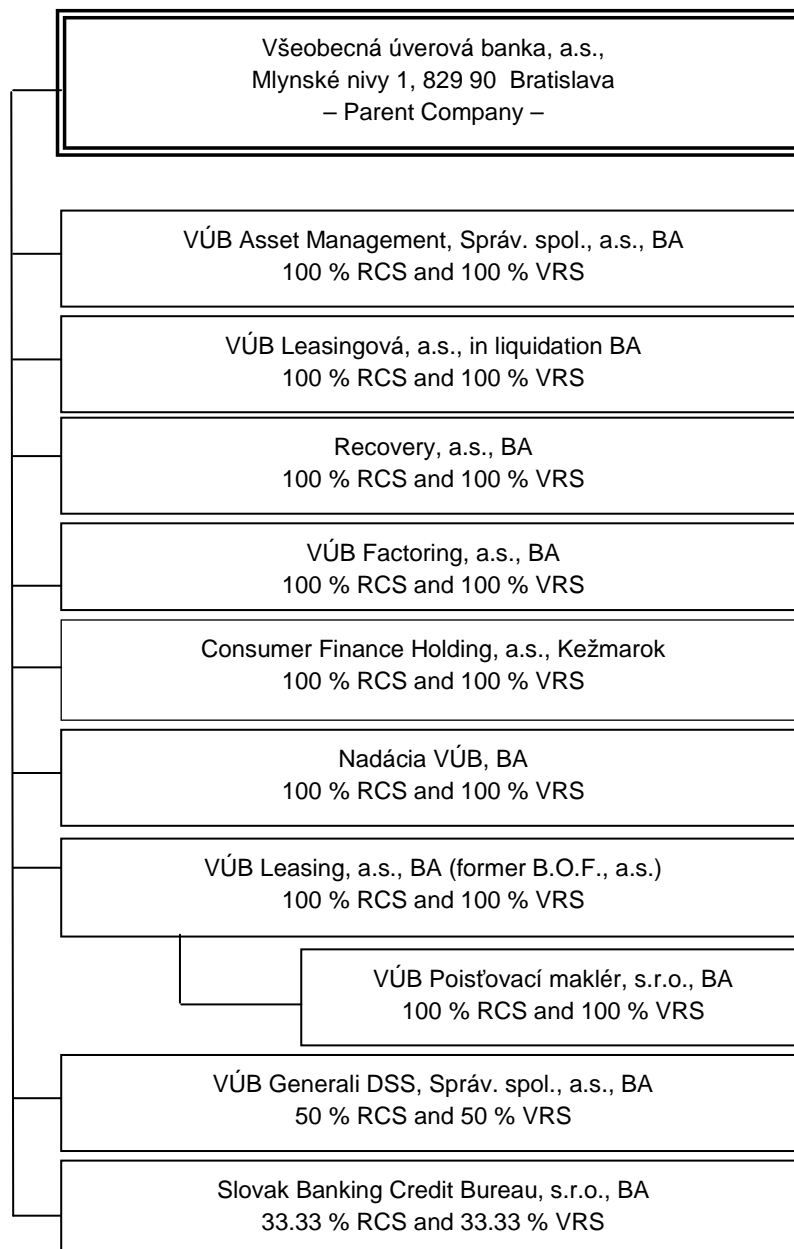 Všeobecná úverová banka, a.s.,
Mlynské nivy 1, 829 90 Bratislava
– Parent Company –
VÚB Asset Management, Správ. spol., a.s., BA
100 % RCS and 100 % VRS
VÚB Leasingová, a.s., in liquidation BA
100 % RCS and 100 % VRS
Recovery, a.s., BA
100 % RCS and 100 % VRS
VÚB Factoring, a.s., BA
100 % RCS and 100 % VRS
Consumer Finance Holding, a.s., Kežmarok
100 % RCS and 100 % VRS
Nadácia VÚB, BA
100 % RCS and 100 % VRS
VÚB Leasing, a.s., BA (former B.O.F., a.s.)
100 % RCS and 100 % VRS
VÚB Poisťovací maklér, s.r.o., BA
100 % RCS and 100 % VRS
VÚB Generali DSS, Správ. spol., a.s., BA
50 % RCS and 50 % VRS
Slovak Banking Credit Bureau, s.r.o., BA
33.33 % RCS and 33.33 % VRS